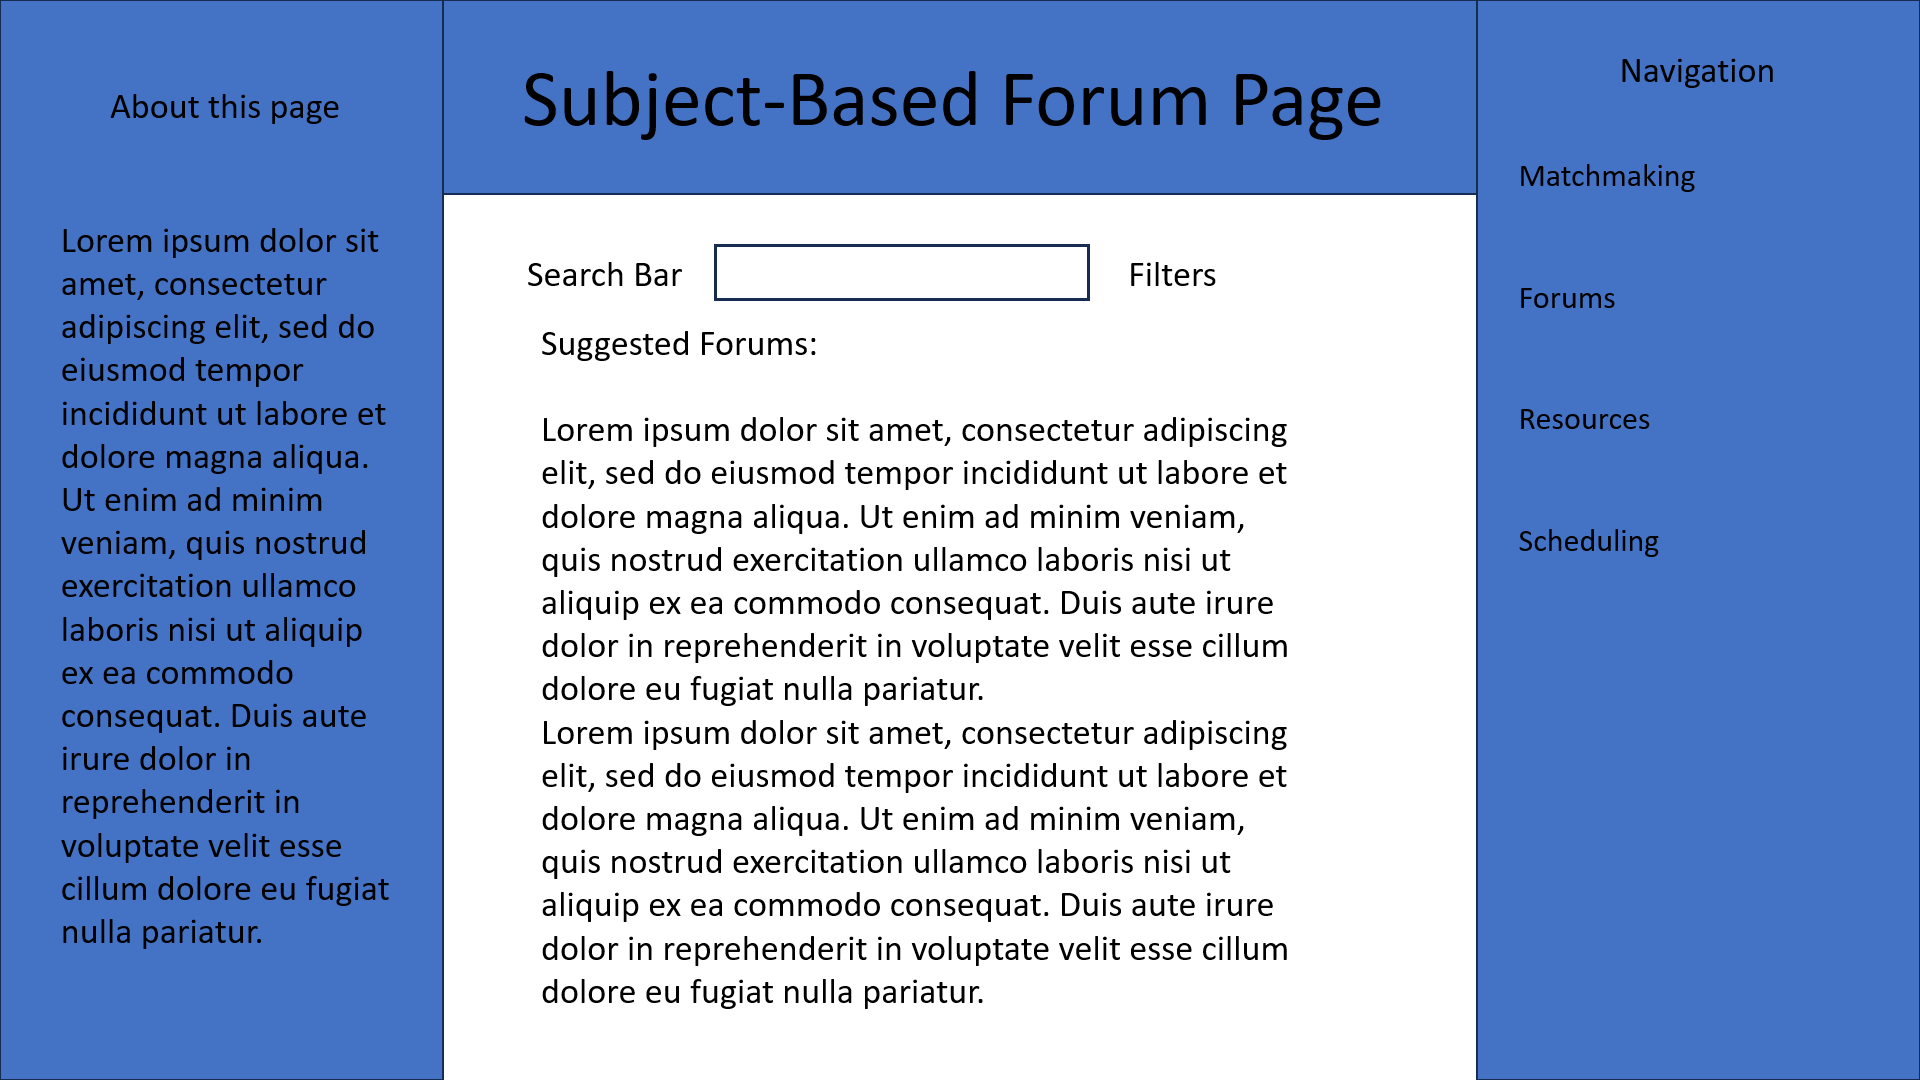 About this page
Lorem ipsum dolor sit
amet, consectetur
adipiscing elit, sed do
eiusmod tempor
incididunt ut labore et
dolore magna aliqua.
Ut enim ad minim
veniam, quis nostrud
exercitation ullamco
laboris nisi ut aliquip
ex ea commodo
consequat. Duis aute
irure dolor in
reprehenderit in
voluptate velit esse
cillum dolore eu fugiat
nulla pariatur.
Subject-Based Forum Page
Search Bar
Filters
Suggested Forums:
Lorem ipsum dolor sit amet, consectetur adipiscing
elit, sed do eiusmod tempor incididunt ut labore et
dolore magna aliqua. Ut enim ad minim veniam,
quis nostrud exercitation ullamco laboris nisi ut
aliquip ex ea commodo consequat. Duis aute irure
dolor in reprehenderit in voluptate velit esse cillum
dolore eu fugiat nulla pariatur.
Lorem ipsum dolor sit amet, consectetur adipiscing
elit, sed do eiusmod tempor incididunt ut labore et
dolore magna aliqua. Ut enim ad minim veniam,
quis nostrud exercitation ullamco laboris nisi ut
aliquip ex ea commodo consequat. Duis aute irure
dolor in reprehenderit in voluptate velit esse cillum
dolore eu fugiat nulla pariatur.
Navigation
Matchmaking
Forums
Resources
Scheduling